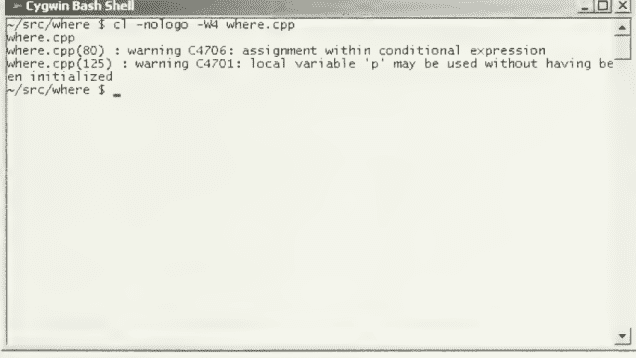 Cygwin Bash Shell
~/src/where $ cl -nologo -W4 where.cpp
where.cpp
where.cpp(80) : warning C4706: assignment within conditional expression
where.cpp(125) : warning C4701: local variable 'p' may be used without having be
en initialized
~/src/where $ _